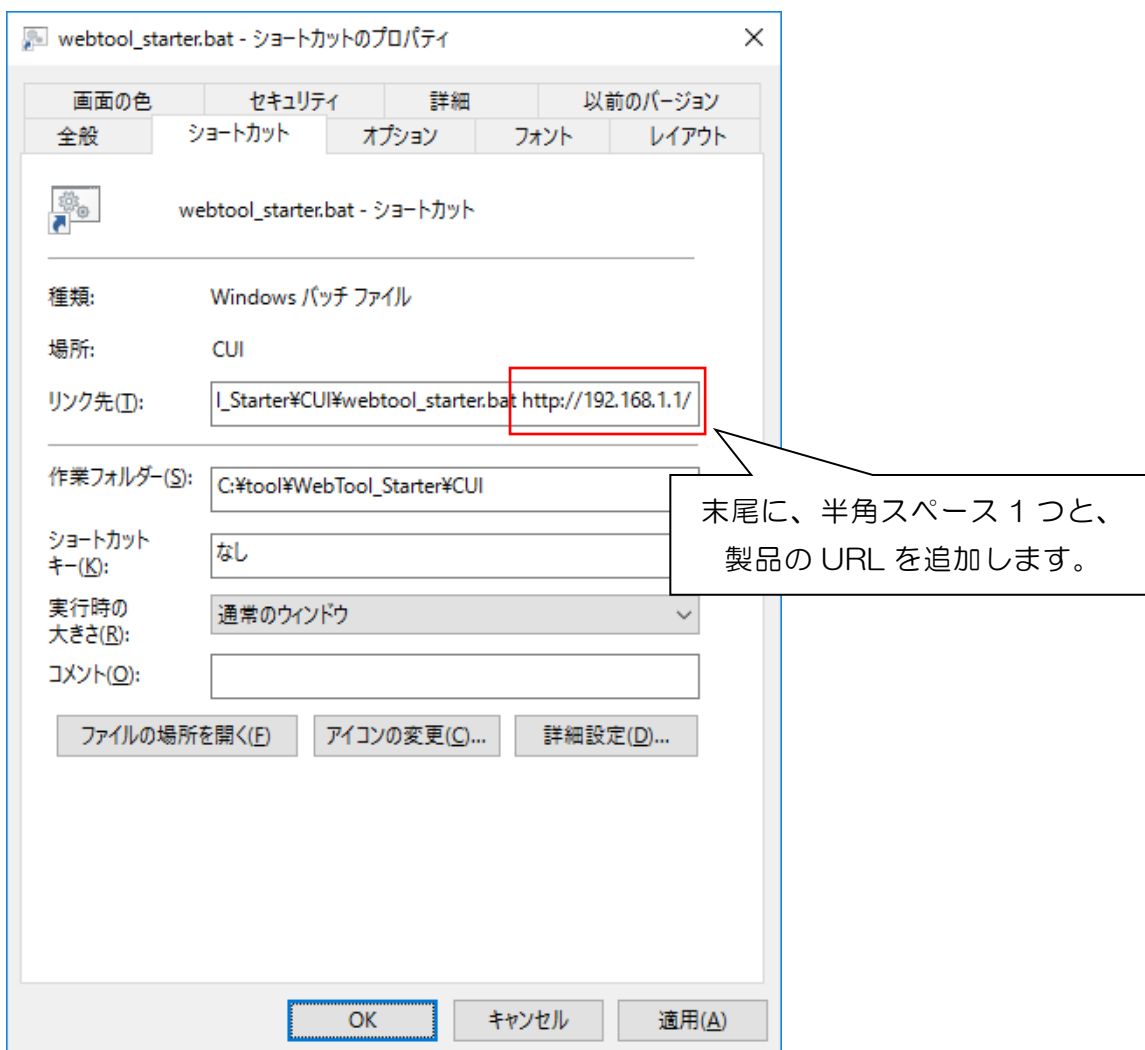 webtool_starter.bat - ショートカットのプロパティ
画面の色 セキュリティ 詳細 以前のバージョン
全般 ショートカット オプション フォント レイアウト
webtool_starter.bat - ショートカット
種類: Windows バッチ ファイル
場所: CUI
リンク先(T): l_Starter¥CUI¥webtool_starter.bat http://192.168.1.1/
作業フォルダー(S): C:¥tool¥WebTool_Starter¥CUI
末尾に、半角スペース 1 つと、
製品の URL を追加します。
ショートカット
キー(K): なし
実行時の
大きさ(R): 通常のウィンドウ
コメント(O):
ファイルの場所を開く(F) アイコンの変更(C)... 詳細設定(D)...
OK キャンセル 適用(A)